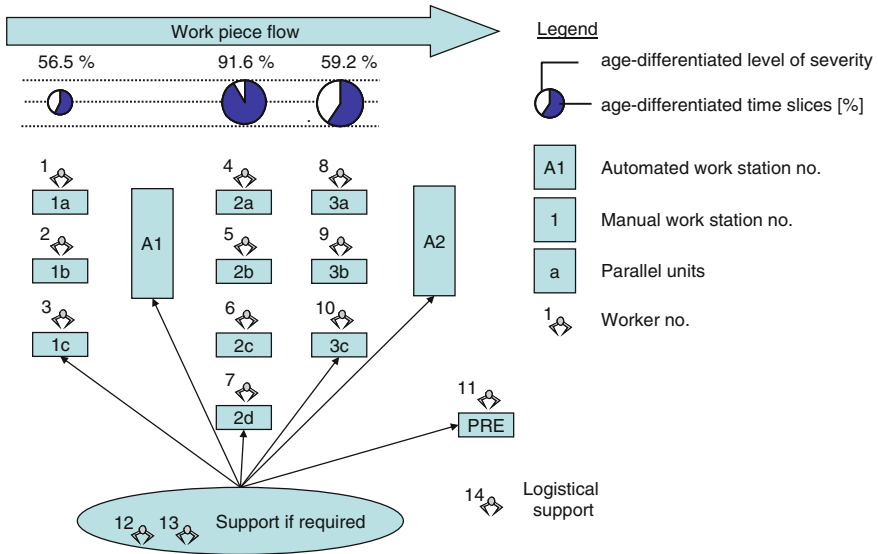 Work piece flow
56.5 %
91.6 %
59.2 %
1
1a
2
1b
3
1c
A1
4
2a
5
2b
6
2c
7
2d
8
3a
9
3b
10
3c
A2
11
PRE
12
13
Support if required
14
Logistical
support
Legend
age-differentiated level of severity
age-differentiated time slices [%]
A1
Automated work station no.
1
Manual work station no.
a
Parallel units
1
Worker no.